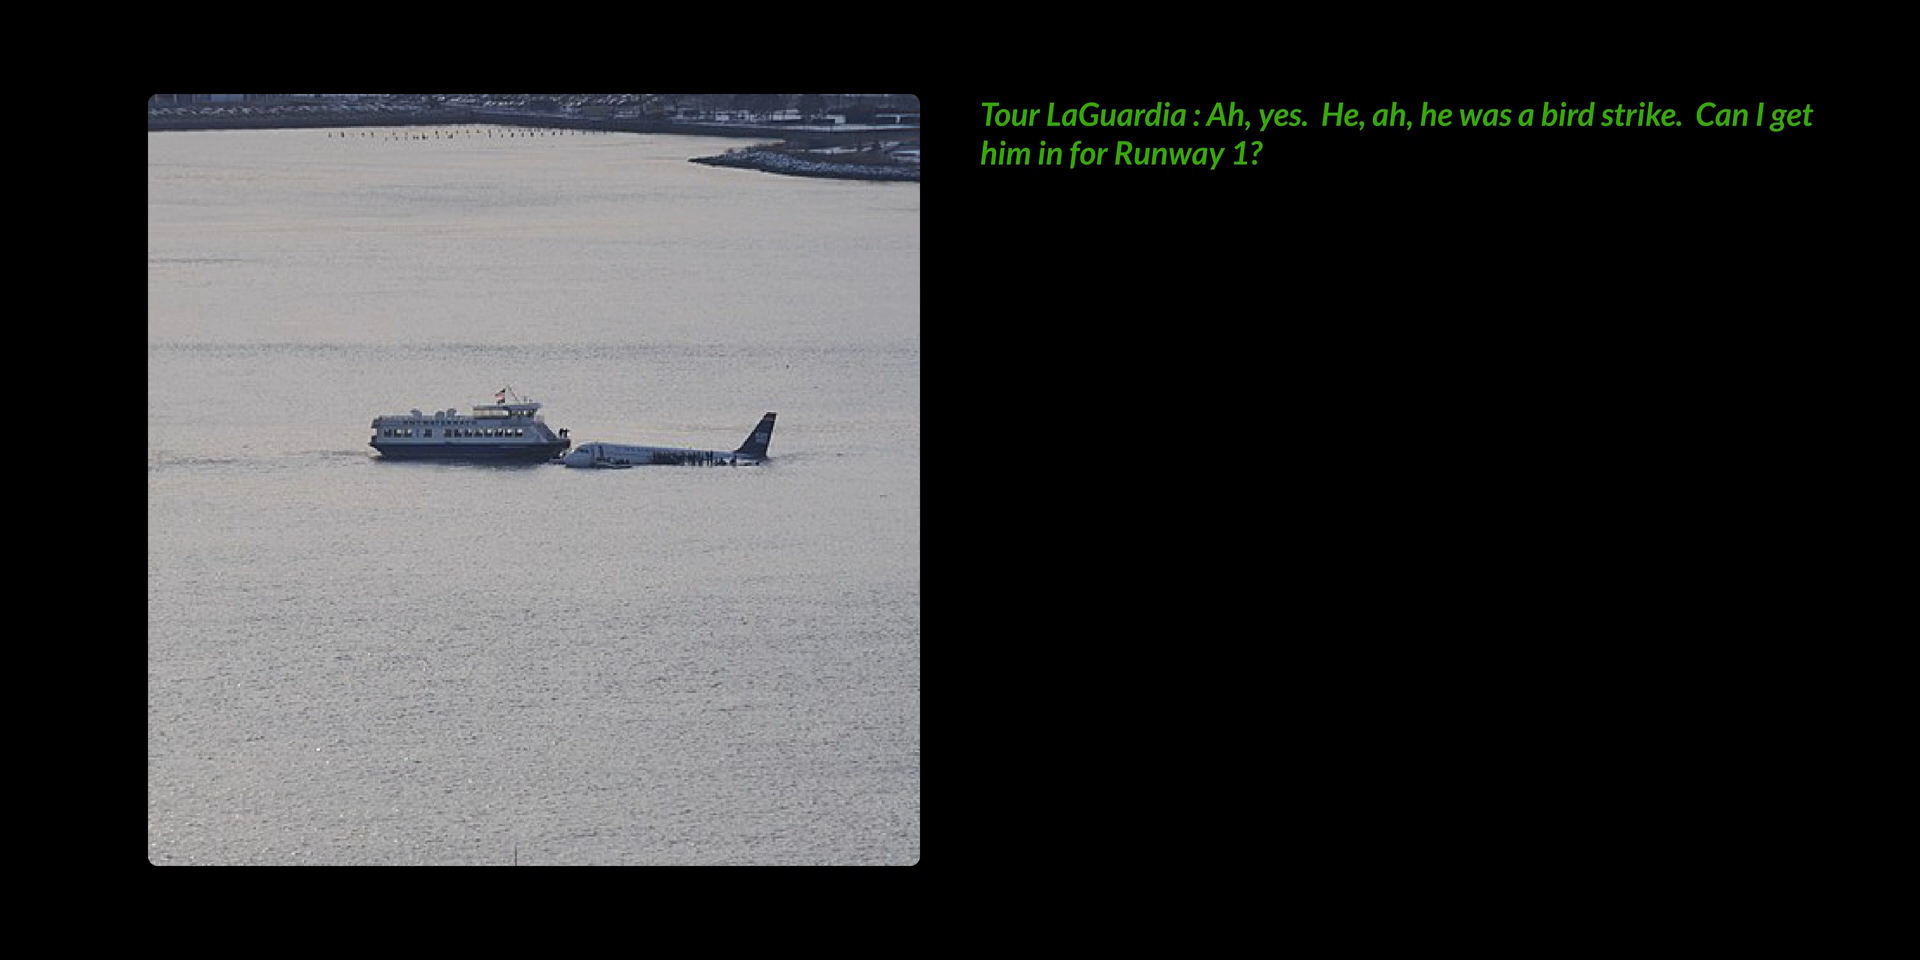 Tour LaGuardia : Ah, yes.  He, ah, he was a bird strike.  Can I get
him in for Runway 1?